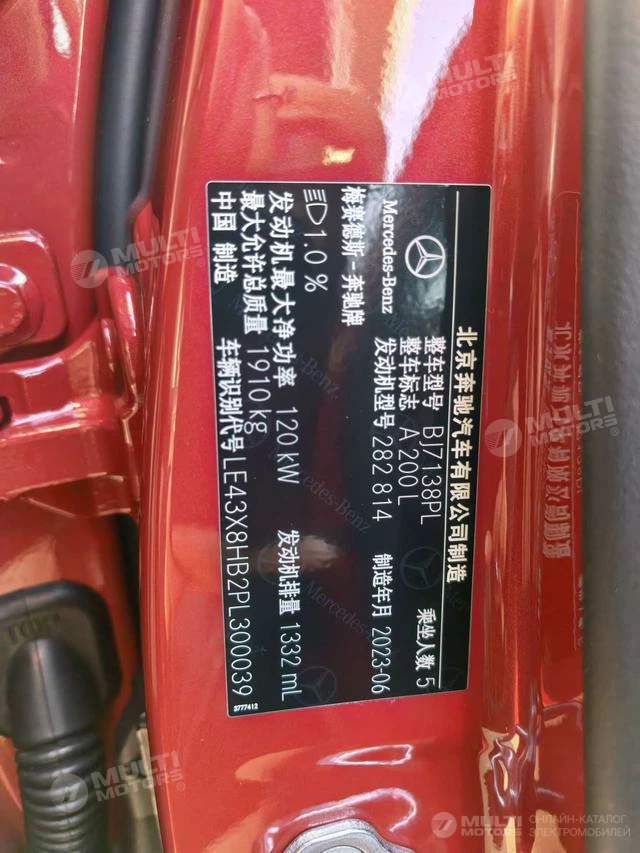 北京奔驰汽车有限公司制造
Mercedes-Benz
梅赛德斯-奔驰牌
整车型号 BJ7138PL
整车标志 A 200 L
乘坐人数 5
发动机型号 282 814
制造年月 2023-06
1.0 %
发动机最大净功率 120 kW
发动机排量 1332 mL
最大允许总质量 1910 kg
中国 制造
车辆识别代号 LE43X8HB2PL300039
3777412
MULTI MOTORS
MULTI MOTORS
MULTI MOTORS
MULTI MOTORS
MULTI MOTORS
ОНЛАЙН-КАТАЛОГ
ЭЛЕКТРОМОБИЛЕЙ